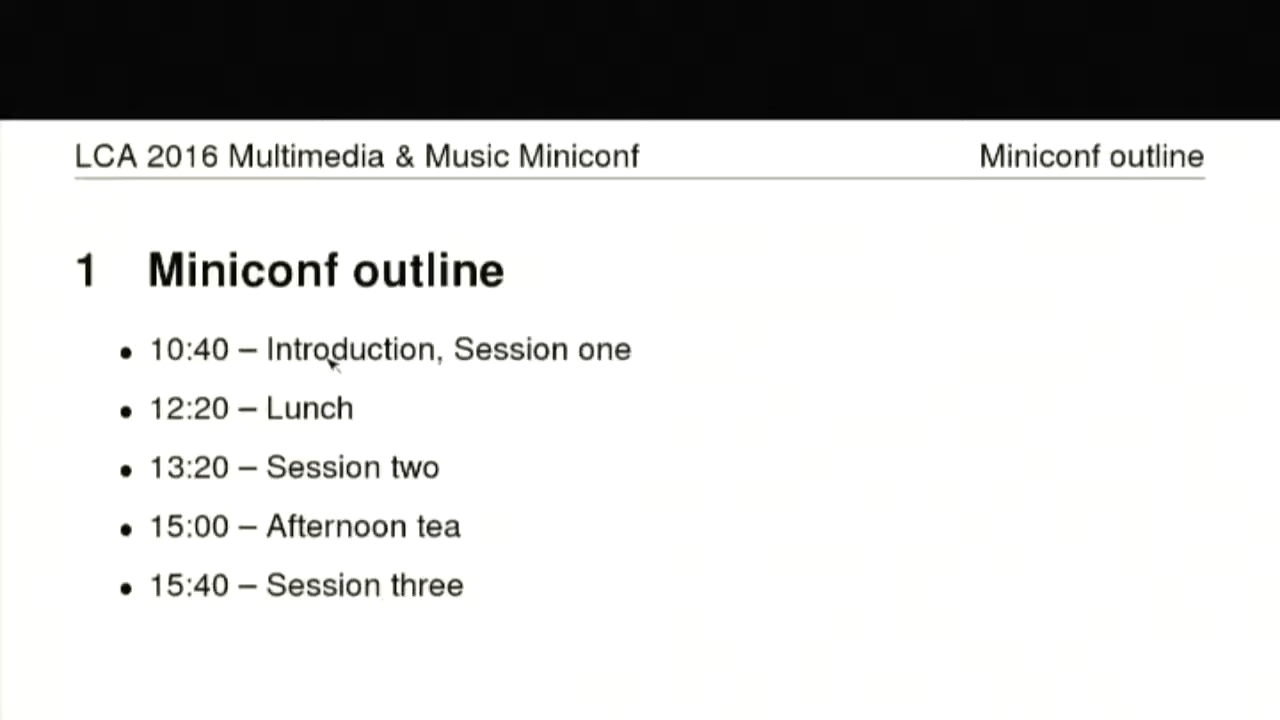 LCA 2016 Multimedia & Music Miniconf Miniconf outline
1 Miniconf outline
• 10:40 – Introduction, Session one
• 12:20 – Lunch
• 13:20 – Session two
• 15:00 – Afternoon tea
• 15:40 – Session three